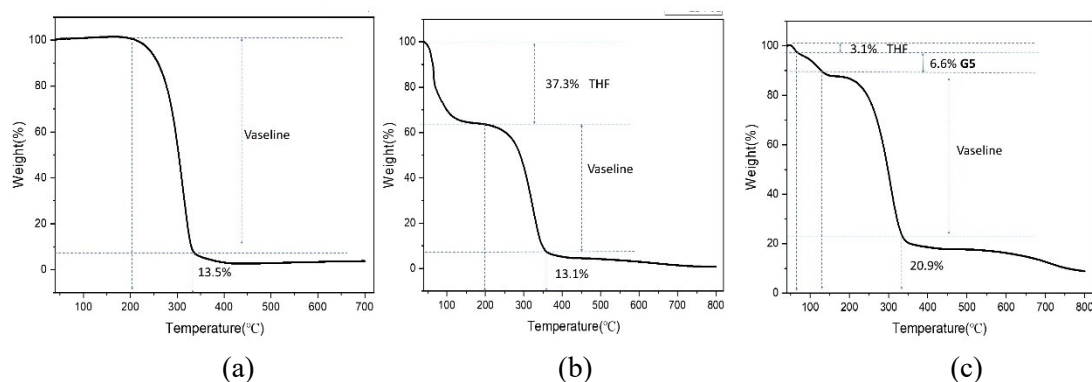 100
80
60
40
20
0
Weight(%)
Vaseline
13.5%
100 200 300 400 500 600 700
Temperature(℃)
(a)
100
80
60
40
20
0
Weight(%)
37.3% THF
Vaseline
13.1%
100 200 300 400 500 600 700 800
Temperature(℃)
(b)
100
80
60
40
20
0
Weight(%)
3.1% THF
6.6% G5
Vaseline
20.9%
100 200 300 400 500 600 700 800
Temperature(℃)
(c)